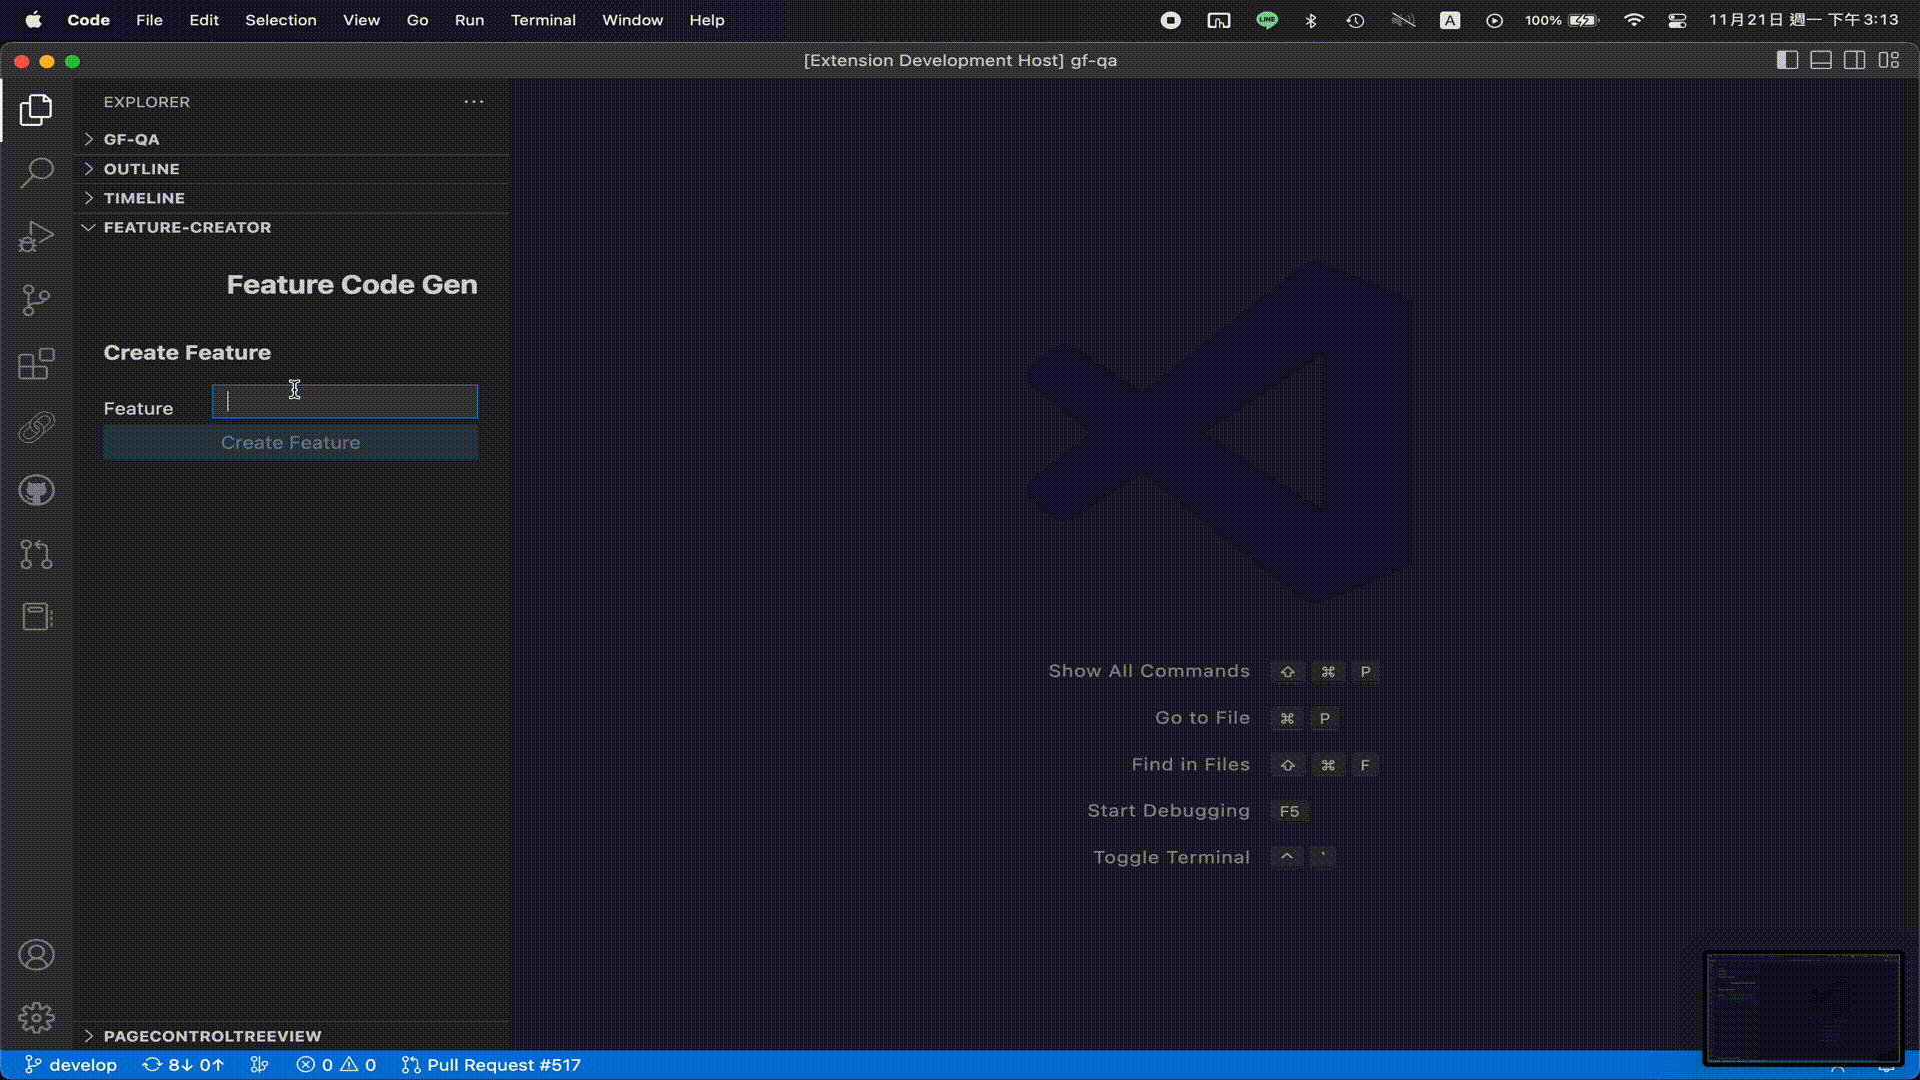 Code File Edit Selection View Go Run Terminal Window Help LINE A 100% 11月21日 週一 下午3:13
[Extension Development Host] gf-qa
EXPLORER
GF-QA
OUTLINE
TIMELINE
FEATURE-CREATOR
Feature Code Gen
Create Feature
Feature
Create Feature
Show All Commands ⇧ ⌘ P
Go to File ⌘ P
Find in Files ⇧ ⌘ F
Start Debugging F5
Toggle Terminal ^ `
PAGECONTROLTREEVIEW
develop 8↓ 0↑ 0 0 Pull Request #517